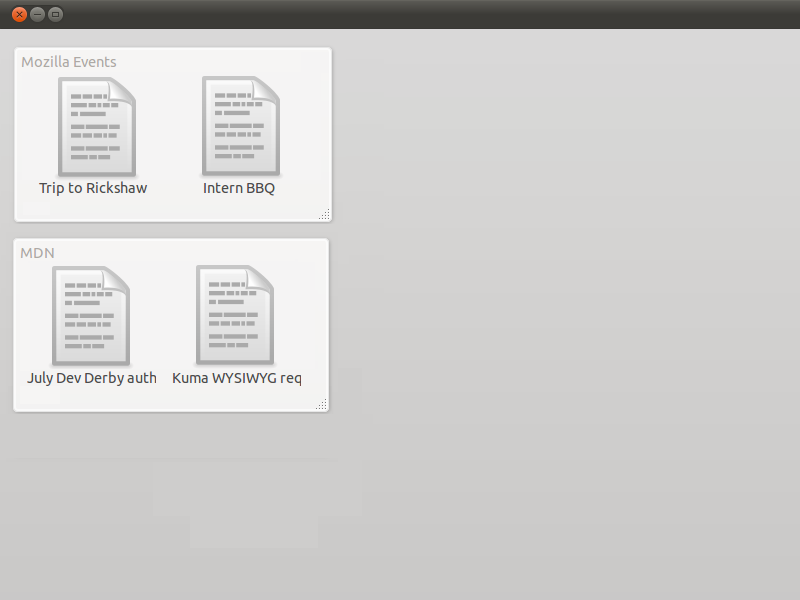 Mozilla Events
Trip to Rickshaw
Intern BBQ
MDN
July Dev Derby auth
Kuma WYSIWYG req